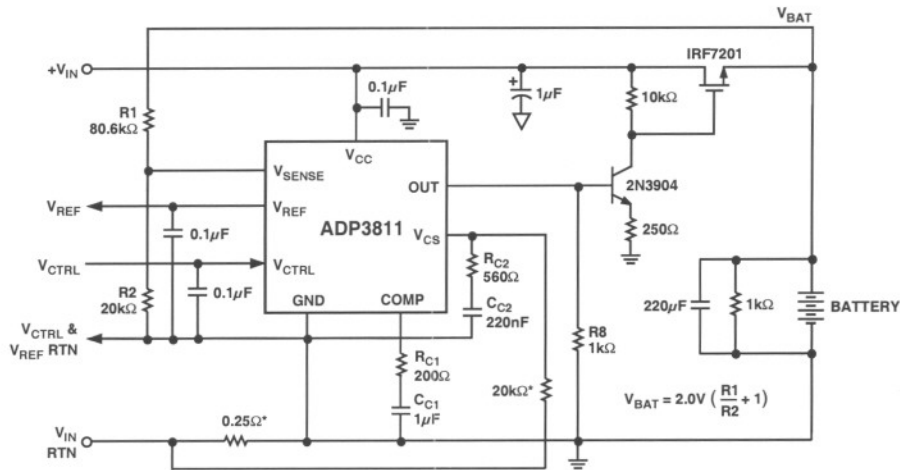 V_BAT
IRF7201
+V_IN
0.1µF
1µF
10kΩ
R1
80.6kΩ
V_CC
V_SENSE
OUT
2N3904
V_REF
V_REF
ADP3811
0.1µF
V_CS
250Ω
R_C2
560Ω
V_CTRL
V_CTRL
R2
20kΩ
0.1µF
GND
COMP
C_C2
220nF
220µF
1kΩ
BATTERY
V_CTRL &
V_REF RTN
R8
1kΩ
R_C1
200Ω
20kΩ*
V_BAT = 2.0V (R1/R2 + 1)
C_C1
1µF
0.25Ω*
V_IN
RTN